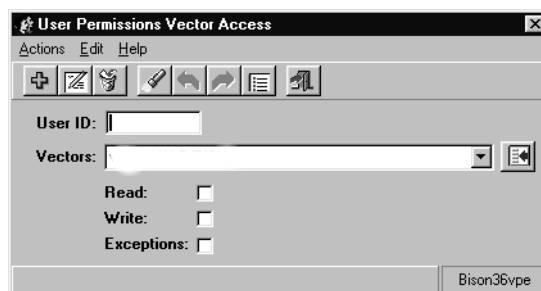 User Permissions Vector Access
Actions Edit Help
User ID:
Vectors:
Read:
Write:
Exceptions:
Bison36vpe